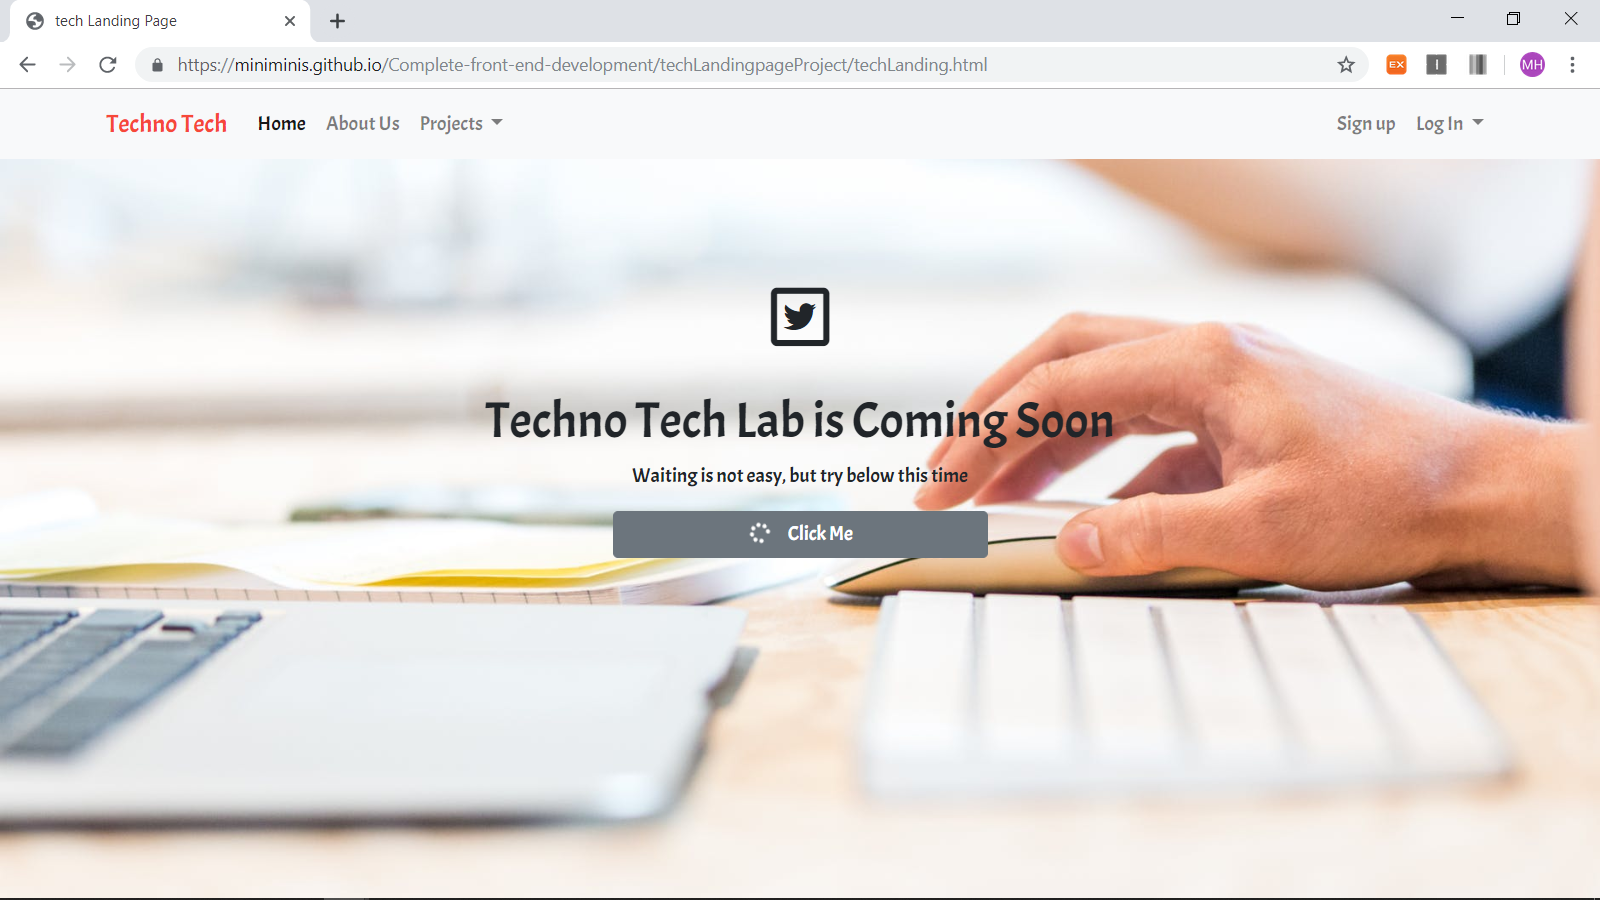 tech Landing Page
https://miniminis.github.io/Complete-front-end-development/techLandingpageProject/techLanding.html
EX
MH
Techno Tech Home About Us Projects Sign up Log In
Techno Tech Lab is Coming Soon
Waiting is not easy, but try below this time
Click Me